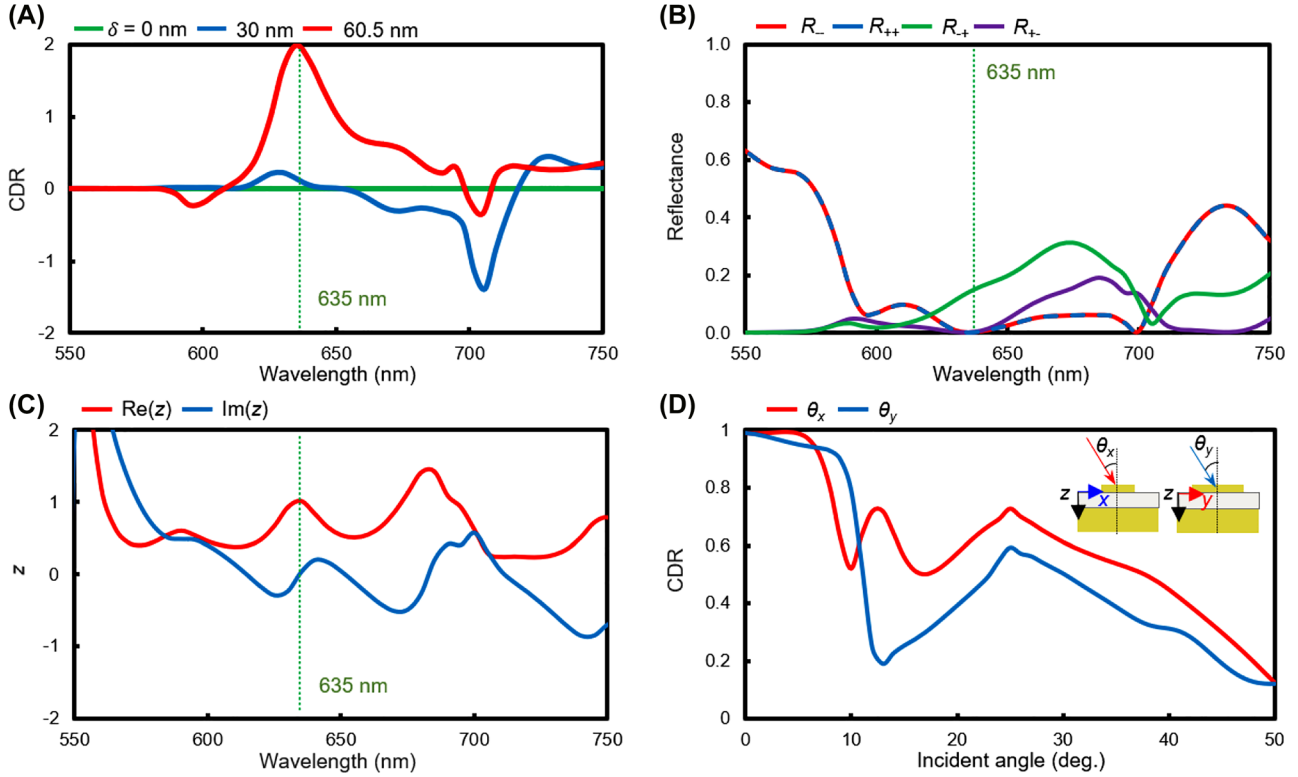 (A)
δ = 0 nm 30 nm 60.5 nm
2
1
0
-1
-2
CDR
635 nm
550 600 650 700 750
Wavelength (nm)
(B)
R-- R++ R-+ R+-
1.0
0.8
0.6
0.4
0.2
0.0
Reflectance
635 nm
550 600 650 700 750
Wavelength (nm)
(C)
Re(z) Im(z)
2
1
0
-1
-2
z
635 nm
550 600 650 700 750
Wavelength (nm)
(D)
θx θy
1
0.8
0.6
0.4
0.2
0
CDR
θx θy
z x z y
0 10 20 30 40 50
Incident angle (deg.)